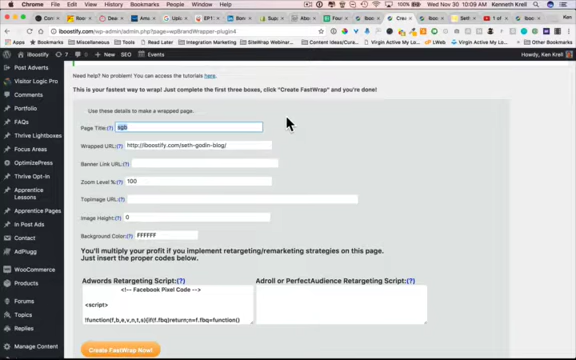 Chrome File Edit View History Bookmarks People Window Help
Wed Nov 30 10:09 AM Kenneth Krell
iboostify.com/wp-admin/admin.php?page=wpBrandWrapper-plugin4
Apps Bookmarks Miscellaneous Tools Integration Marketing SiteWrap Webinar Content Ideas/Cura Virgin Active My Virgin Active My Other Bookmarks
iBoostify 0 New SEO Events Howdy, Ken Krell
Post Adverts
Visitor Logic Pro
Comments
Portfolio
FAQs
Thrive Lightboxes
Focus Areas
OptimizePress
Thrive Opt-in
Apprentice Lessons
Apprentice Pages
In Post Ads
Contact
AdPlugg
WooCommerce
Products
Forums
Topics
Replies
Need help? No problem! You can access the tutorials here.
This is your fastest way to wrap! Just complete the first three boxes, click "Create FastWrap" and you're done!
Use these details to make a wrapped page.
Page Title:(?) sgb
Wrapped URL:(?) http://iboostify.com/seth-godin-blog/
Banner Link URL:(?)
Zoom Level%:(?) 100
TopImage URL:(?)
Image Height:(?) 0
Background Color:(?) FFFFFF
You'll multiply your profit if you implement retargeting/remarketing strategies on this page.
Just insert the proper codes below.
Adwords Retargeting Script:(?) Adroll or PerfectAudience Retargeting Script:(?)
<!-- Facebook Pixel Code -->
<script>
!function(f,b,e,v,n,t,s){if(f.fbq)return;n=f.fbq=function()
Create FastWrap Now!